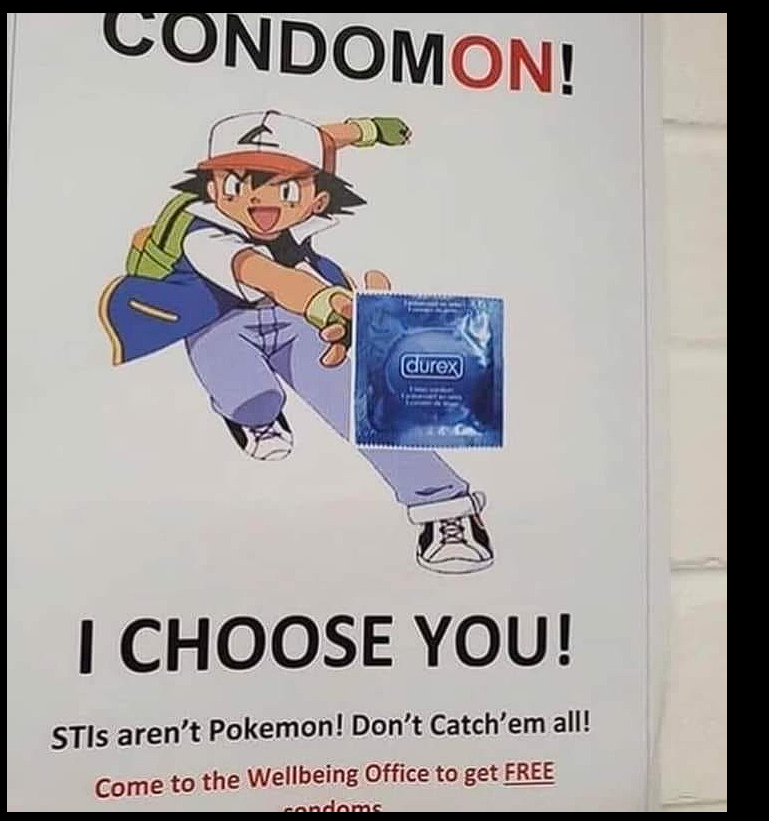 CONDOMON!
durex
I CHOOSE YOU!
STIs aren't Pokemon! Don't Catch'em all!
Come to the Wellbeing Office to get FREE
condoms